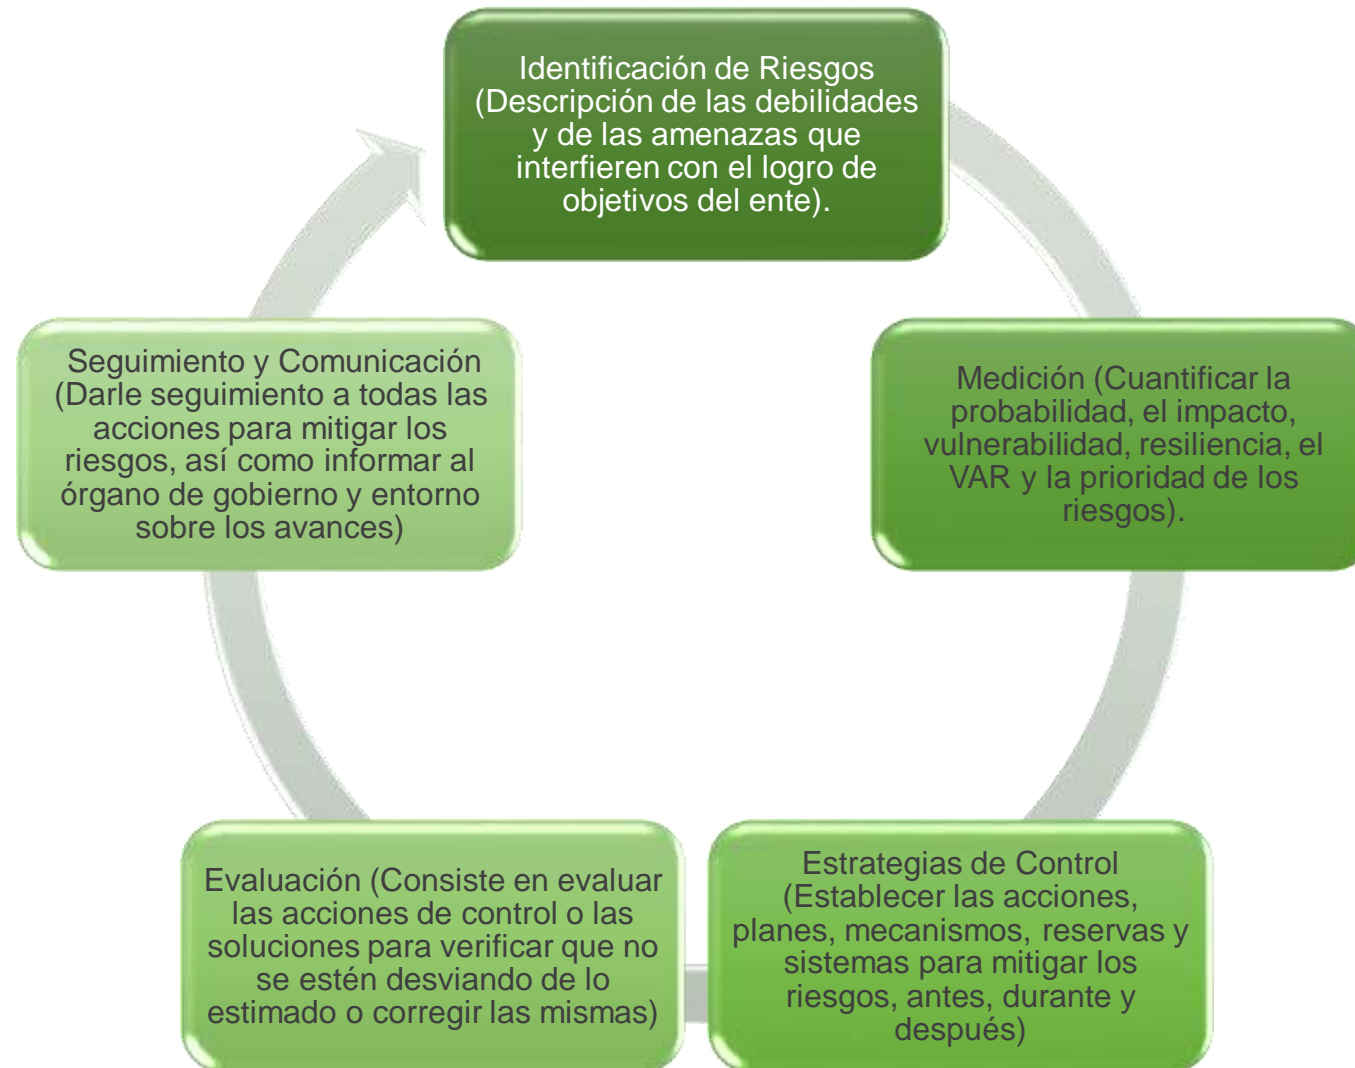 Identificación de Riesgos
(Descripción de las debilidades
y de las amenazas que
interfieren con el logro de
objetivos del ente).
Medición (Cuantificar la
probabilidad, el impacto,
vulnerabilidad, resiliencia, el
VAR y la prioridad de los
riesgos).
Estrategias de Control
(Establecer las acciones,
planes, mecanismos, reservas y
sistemas para mitigar los
riesgos, antes, durante y
después)
Evaluación (Consiste en evaluar
las acciones de control o las
soluciones para verificar que no
se estén desviando de lo
estimado o corregir las mismas)
Seguimiento y Comunicación
(Darle seguimiento a todas las
acciones para mitigar los
riesgos, así como informar al
órgano de gobierno y entorno
sobre los avances)